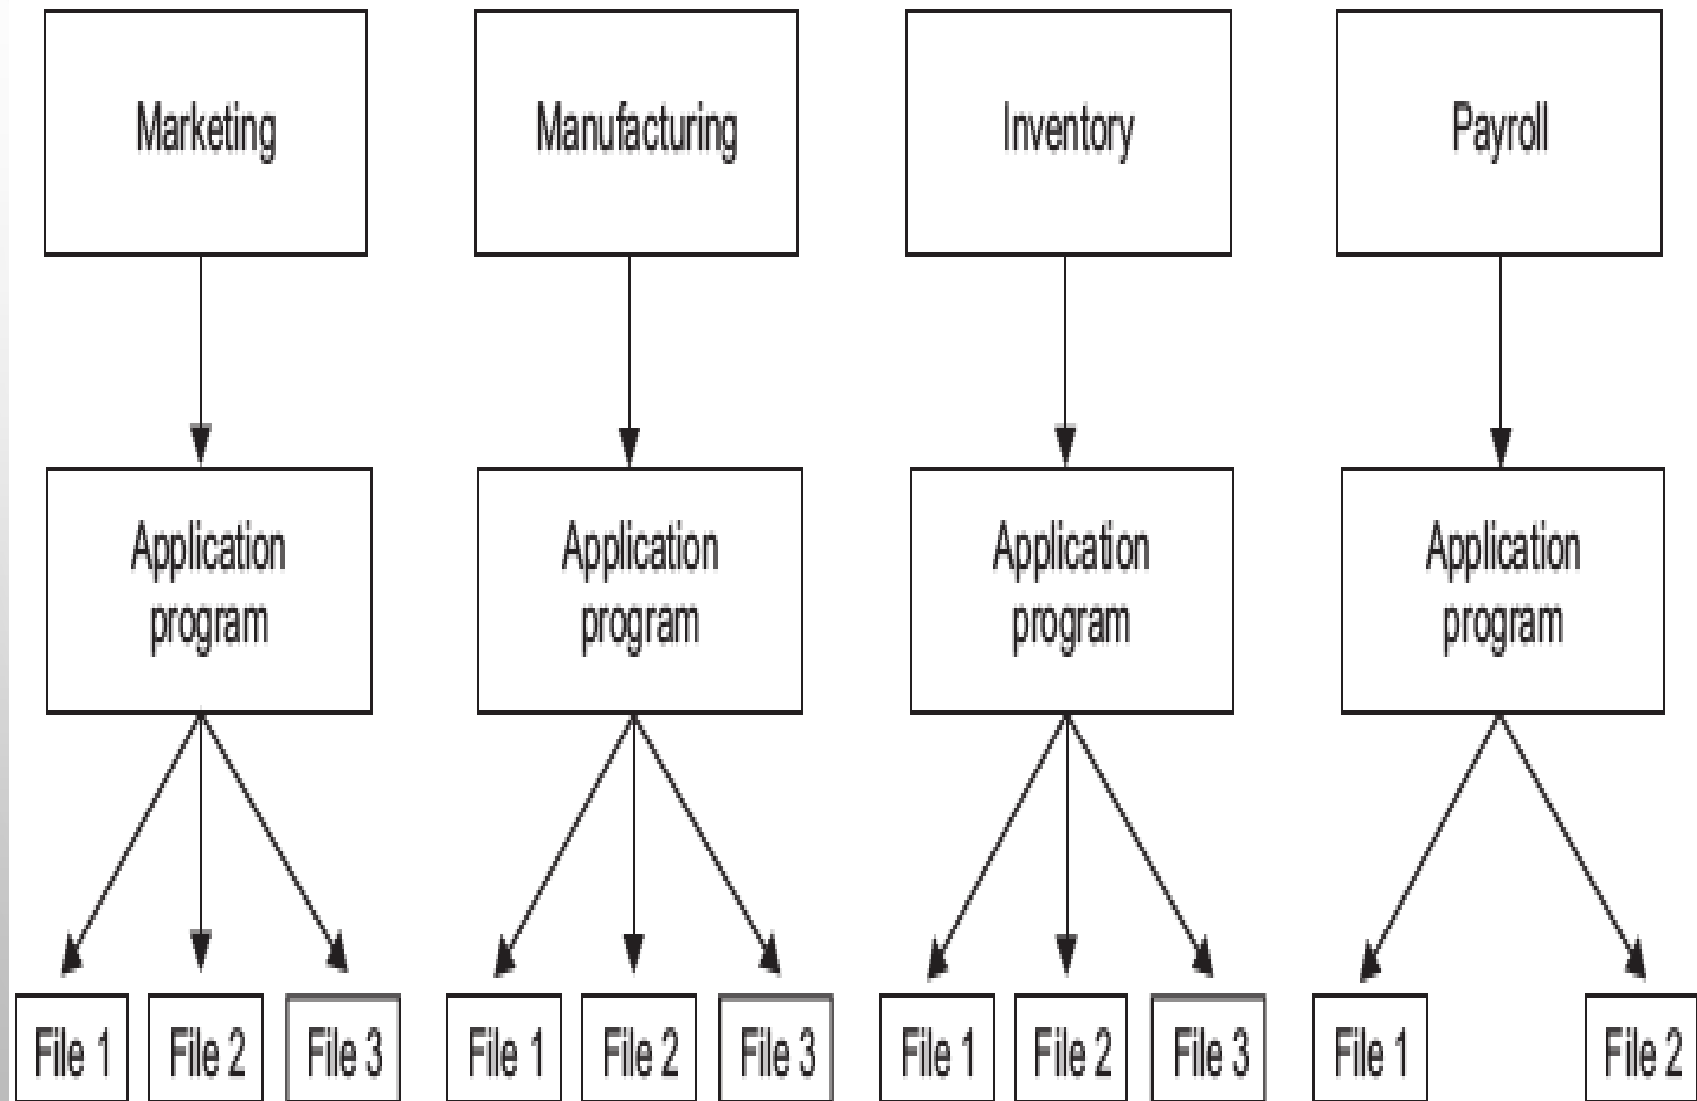 Marketing
Manufacturing
Inventory
Payroll
Application
program
Application
program
Application
program
Application
program
File 1
File 2
File 3
File 1
File 2
File 3
File 1
File 2
File 3
File 1
File 2